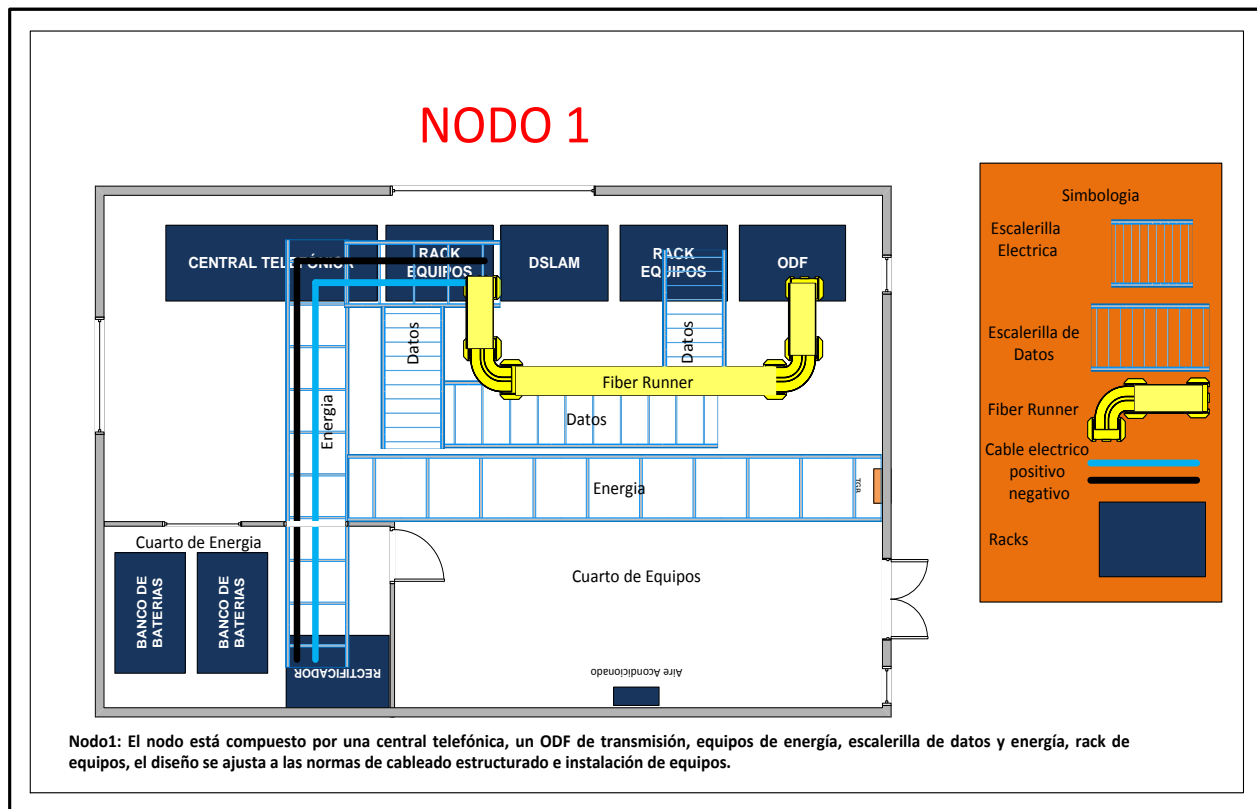 NODO 1
CENTRAL TELEFÓNICA
RACK
EQUIPOS
DSLAM
RACK
EQUIPOS
ODF
Datos
Datos
Fiber Runner
Energia
Datos
Energia
TGR
Cuarto de Energia
Cuarto de Equipos
BANCO DE
BATERIAS
BANCO DE
BATERIAS
RECTIFICADOR
Aire Acondicionado
Simbologia
Escalerilla
Electrica
Escalerilla de
Datos
Fiber Runner
Cable electrico
positivo
negativo
Racks
Nodo1: El nodo está compuesto por una central telefónica, un ODF de transmisión, equipos de energía, escalerilla de datos y energía, rack de
equipos, el diseño se ajusta a las normas de cableado estructurado e instalación de equipos.